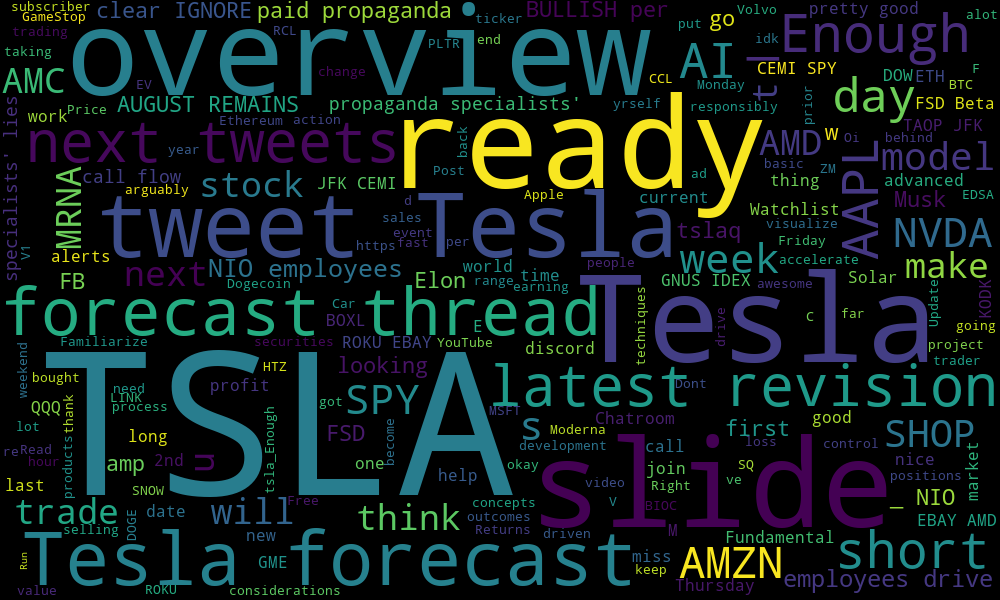 subscriber
GameStop
trading
taking
clear IGNORE
paid propaganda
ticker
BULLISH per
put
go
Volvo
pretty good
alot
idk
Enough
RCL
PLTR
end
overview
AMC
EV
change
CCL
AI
Monday
t
l
CEMI SPY
DOW
ETH
F
BTC
work
Price
AUGUST REMAINS
propaganda specialists'
yrself
responsibly
prior
day
FSD Beta
Ethereum
action
ready
next tweets
year
back
AMD
W
Oi
behind
TAOP JFK
specialists' lies
MRNA
call flow
arguably
stock
JFK CEMI
Post
Apple
ad
current
basic
thing
ZM
AAPL
model
advanced
EDSA
Musk
Watchlist
visualize
tweet Tesla
d
sales
event
https
fast
per
tslaq
V1
alerts
FB
next
NIO employees
Dogecoin
Elon
world
range
time
earning
people
week
Friday
accelerate
NVDA
make
GNUS IDEX
awesome
Solar
Updated
KODK
forecast thread
Car
BOXL
E
Tesla
techniques
drive
C
far
going
project
trader
Familiarize
securities
ROKU EBAY
YouTube
discord
weekend
bought
HTZ
looking
TSLA
need
LINK
process
profit
got
SPY
MSFT
latest revision
Dont
QQQ
thank
lot
long
tsla_Enough
FSD
become
s
Moderna
development
Chatroom
first
good
SHOP
call
loss
control
re
Read
hour
products
amp
2nd
u
one
help
okay
slide
join
Right
SQ
ve
nice
positions
market
last
SNOW
Free
video
V
BIOC
NIO
_
trade
DOGE
date
will
think
concepts
outcomes
Returns
driven
M
EBAY AMD
selling
new
Fundamental
Run
Tesla forecast
GME
miss
keep
AMZN
short
Thursday
employees drive
value
ROKU
considerations